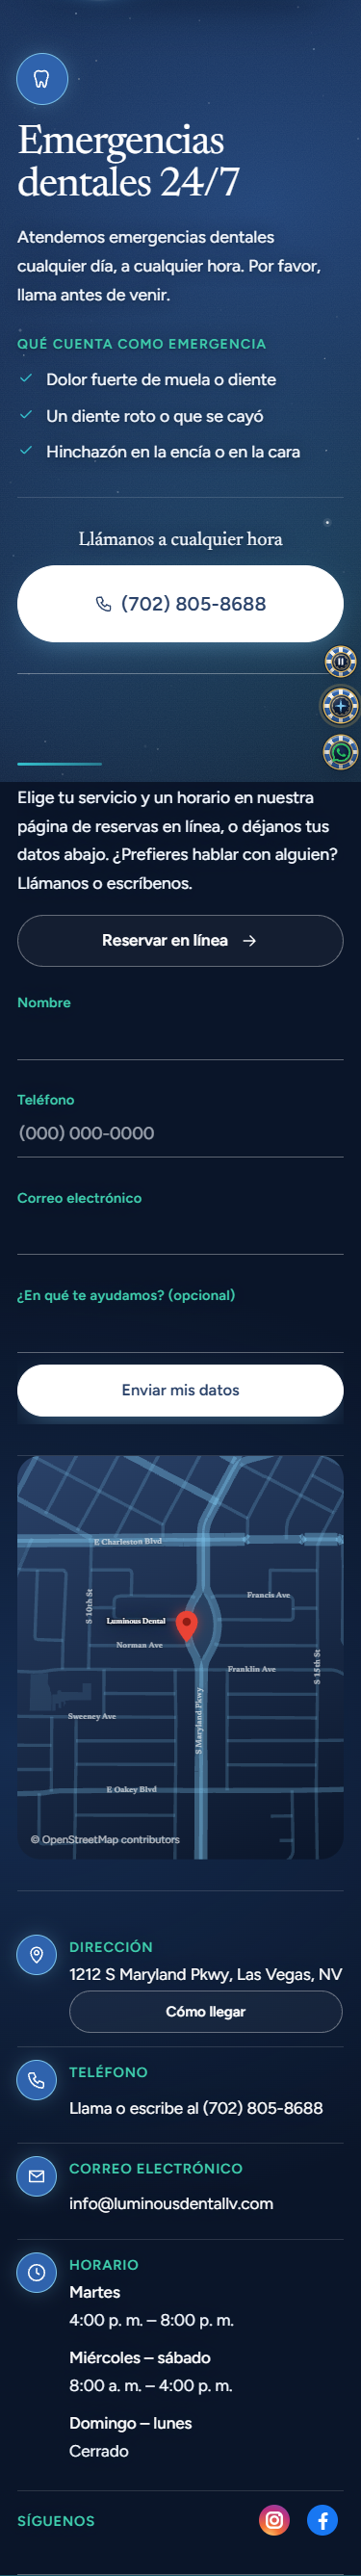 Emergencias
dentales 24/7
Atendemos emergencias dentales
cualquier día, a cualquier hora. Por favor,
llama antes de venir.
QUÉ CUENTA COMO EMERGENCIA
Dolor fuerte de muela o diente
Un diente roto o que se cayó
Hinchazón en la encía o en la cara
Llámanos a cualquier hora
(702) 805-8688
Elige tu servicio y un horario en nuestra
página de reservas en línea, o déjanos tus
datos abajo. ¿Prefieres hablar con alguien?
Llámanos o escríbenos.
Reservar en línea
Nombre
Teléfono
(000) 000-0000
Correo electrónico
¿En qué te ayudamos? (opcional)
Enviar mis datos
E Charleston Blvd
S 10th St
Francis Ave
Luminous Dental
Norman Ave
Franklin Ave
S 15th St
Sweeney Ave
S Maryland Pkwy
E Oakey Blvd
© OpenStreetMap contributors
DIRECCIÓN
1212 S Maryland Pkwy, Las Vegas, NV
Cómo llegar
TELÉFONO
Llama o escribe al (702) 805-8688
CORREO ELECTRÓNICO
info@luminousdentallv.com
HORARIO
Martes
4:00 p. m. – 8:00 p. m.
Miércoles – sábado
8:00 a. m. – 4:00 p. m.
Domingo – lunes
Cerrado
SÍGUENOS